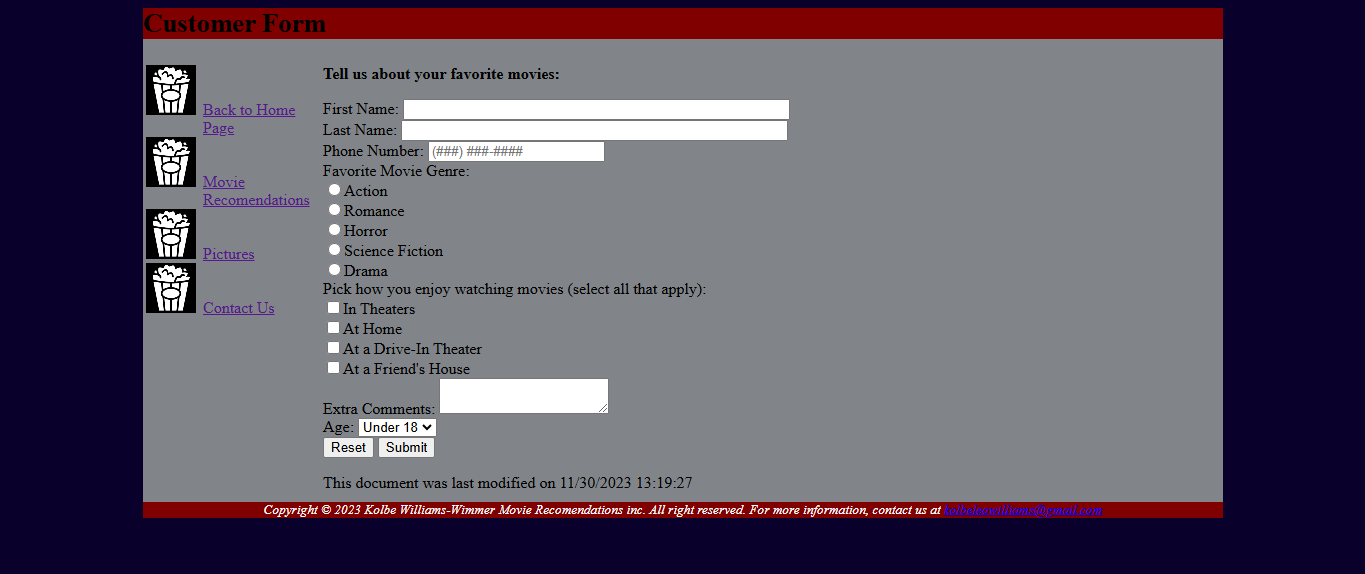 Customer Form
Back to Home
Page
Movie
Recomendations
Pictures
Contact Us
Tell us about your favorite movies:
First Name:
Last Name:
Phone Number: (###) ###-####
Favorite Movie Genre:
Action
Romance
Horror
Science Fiction
Drama
Pick how you enjoy watching movies (select all that apply):
In Theaters
At Home
At a Drive-In Theater
At a Friend's House
Extra Comments:
Age: Under 18
Reset Submit
This document was last modified on 11/30/2023 13:19:27
Copyright © 2023 Kolbe Williams-Wimmer Movie Recomendations inc. All right reserved. For more information, contact us at